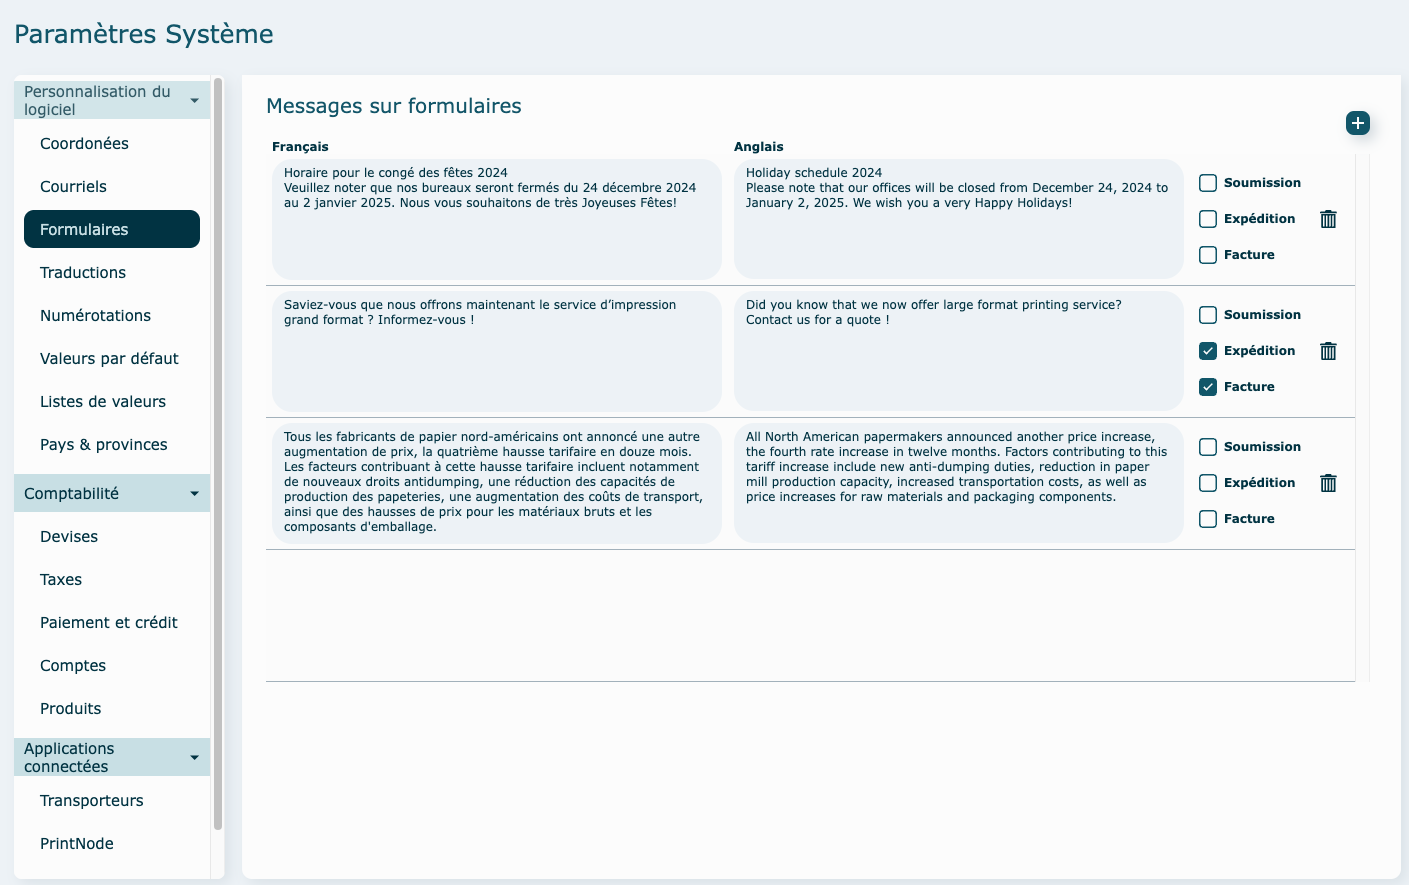 Paramètres Système
Personnalisation du
logiciel
Coordonées
Courriels
Formulaires
Traductions
Numérotations
Valeurs par défaut
Listes de valeurs
Pays & provinces
Comptabilité
Devises
Taxes
Paiement et crédit
Comptes
Produits
Applications
connectées
Transporteurs
PrintNode
Messages sur formulaires
Français
Anglais
Horaire pour le congé des fêtes 2024
Veuillez noter que nos bureaux seront fermés du 24 décembre 2024
au 2 janvier 2025. Nous vous souhaitons de très Joyeuses Fêtes!
Holiday schedule 2024
Please note that our offices will be closed from December 24, 2024 to
January 2, 2025. We wish you a very Happy Holidays!
Soumission
Expédition
Facture
Saviez-vous que nous offrons maintenant le service d’impression
grand format ? Informez-vous !
Did you know that we now offer large format printing service?
Contact us for a quote !
Soumission
Expédition
Facture
Tous les fabricants de papier nord-américains ont annoncé une autre
augmentation de prix, la quatrième hausse tarifaire en douze mois.
Les facteurs contribuant à cette hausse tarifaire incluent notamment
de nouveaux droits antidumping, une réduction des capacités de
production des papeteries, une augmentation des coûts de transport,
ainsi que des hausses de prix pour les matériaux bruts et les
composants d'emballage.
All North American papermakers announced another price increase,
the fourth rate increase in twelve months. Factors contributing to this
tariff increase include new anti-dumping duties, reduction in paper
mill production capacity, increased transportation costs, as well as
price increases for raw materials and packaging components.
Soumission
Expédition
Facture